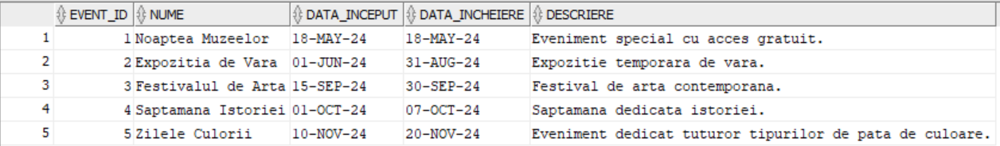 EVENT_ID NUME DATA_INCEPUT DATA_INCHEIERE DESCRIERE
1 1 Noaptea Muzeelor 18-MAY-24 18-MAY-24 Eveniment special cu acces gratuit.
2 2 Expozitia de Vara 01-JUN-24 31-AUG-24 Expozitie temporara de vara.
3 3 Festivalul de Arta 15-SEP-24 30-SEP-24 Festival de arta contemporana.
4 4 Saptamana Istoriei 01-OCT-24 07-OCT-24 Saptamana dedicata istoriei.
5 5 Zilele Culorii 10-NOV-24 20-NOV-24 Eveniment dedicat tuturor tipurilor de pata de culoare.